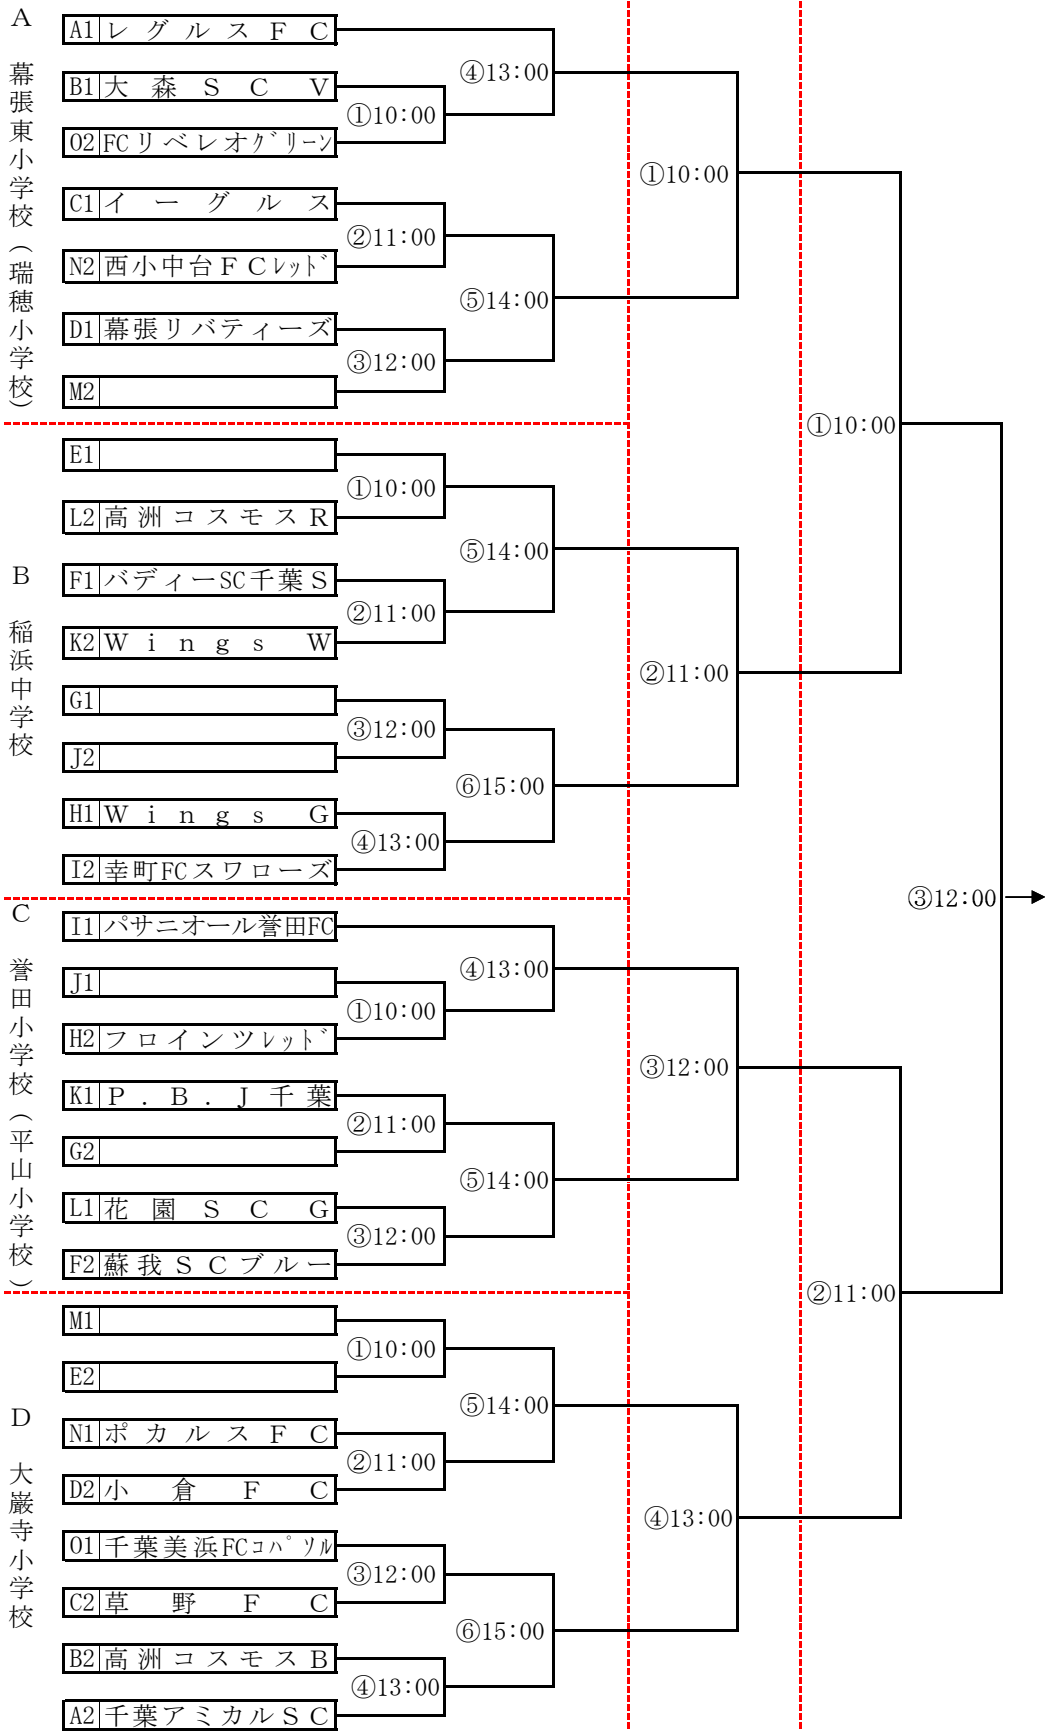 A 幕張東小学校（瑞穂小学校）
A1 レグルスＦＣ
④13:00
B1 大森ＳＣＶ
①10:00
O2 FCリベレオグリーン
①10:00
C1 イーグルス
②11:00
N2 西小中台ＦＣレッド
⑤14:00
D1 幕張リバティーズ
③12:00
M2
①10:00
B 稲浜中学校
E1
①10:00
L2 高洲コスモスＲ
⑤14:00
F1 バディーSC千葉Ｓ
②11:00
K2 Ｗｉｎｇｓ Ｗ
②11:00
G1
③12:00
J2
⑥15:00
H1 Ｗｉｎｇｓ Ｇ
④13:00
I2 幸町FCスワローズ
③12:00
C 誉田小学校（平山小学校）
I1 パサニオール誉田FC
④13:00
J1
①10:00
H2 フロインツレッド
③12:00
K1 Ｐ．Ｂ．Ｊ千葉
②11:00
G2
⑤14:00
L1 花園ＳＣＧ
③12:00
F2 蘇我ＳＣブルー
②11:00
D 大巌寺小学校
M1
①10:00
E2
⑤14:00
N1 ポカルスＦＣ
②11:00
D2 小倉ＦＣ
④13:00
O1 千葉美浜FCコパソル
③12:00
C2 草野ＦＣ
⑥15:00
B2 高洲コスモスＢ
④13:00
A2 千葉アミカルＳＣ